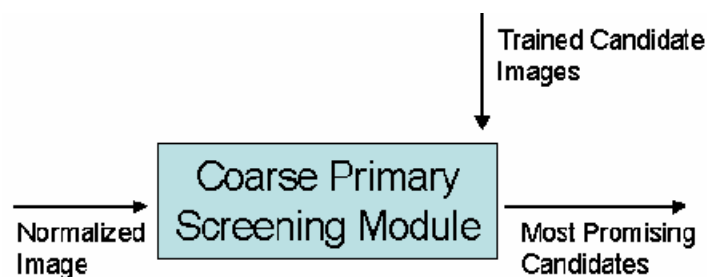 Trained Candidate
Images
Coarse Primary
Screening Module
Normalized
Image
Most Promising
Candidates